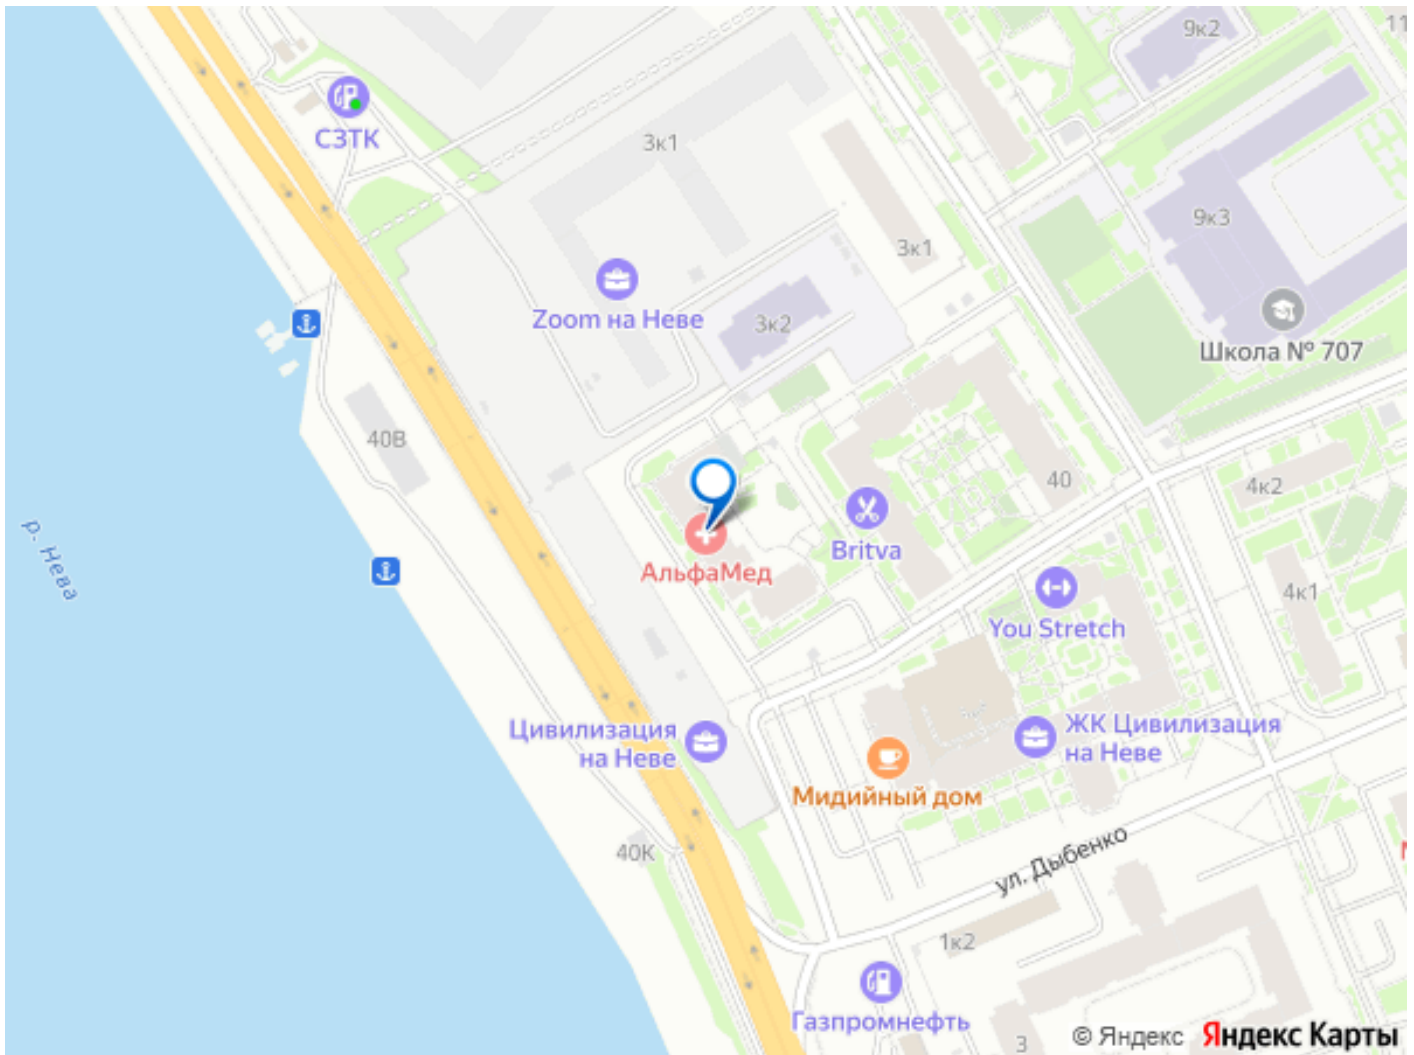 9к2
11
СЗТК
3к1
9к3
3к1
Zoom на Неве
3к2
Школа № 707
40В
40
4к2
р. Нева
Britva
АльфаМед
4к1
You Stretch
Цивилизация
на Неве
ЖК Цивилизация
на Неве
Мидийный дом
40К
ул. Дыбенко
1к2
Газпромнефть
3
© Яндекс Яндекс Карты